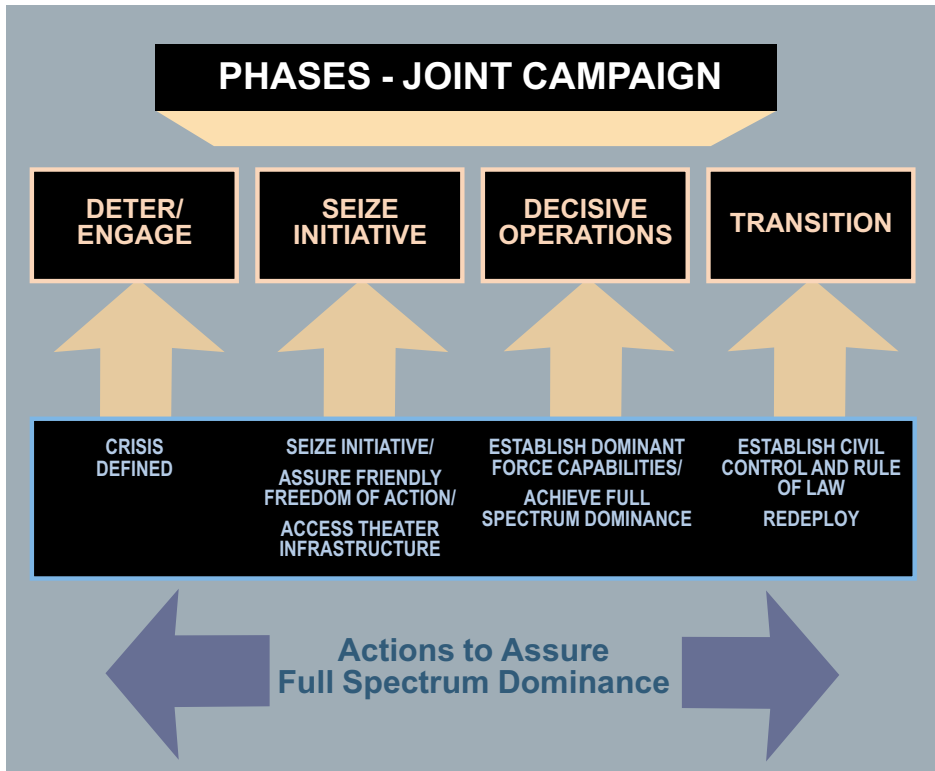 PHASES - JOINT CAMPAIGN
DETER/
ENGAGE
SEIZE
INITIATIVE
DECISIVE
OPERATIONS
TRANSITION
CRISIS
DEFINED
SEIZE INITIATIVE/
ASSURE FRIENDLY
FREEDOM OF ACTION/
ACCESS THEATER
INFRASTRUCTURE
ESTABLISH DOMINANT
FORCE CAPABILITIES/
ACHIEVE FULL
SPECTRUM DOMINANCE
ESTABLISH CIVIL
CONTROL AND RULE
OF LAW
REDEPLOY
Actions to Assure
Full Spectrum Dominance